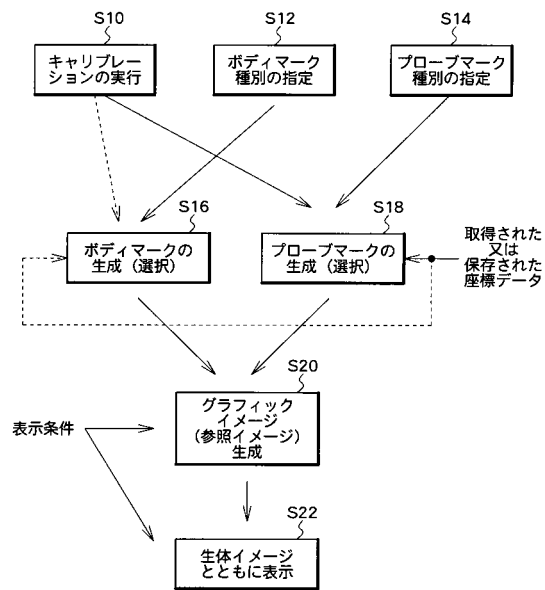 S10
S12
S14
キャリブレー
ションの実行
ボディマーク
種別の指定
プローブマーク
種別の指定
S16
S18
ボディマークの
生成（選択）
プローブマークの
生成（選択）
取得された
又は
保存された
座標データ
S20
グラフィック
イメージ
（参照イメージ）
生成
表示条件
S22
生体イメージ
とともに表示